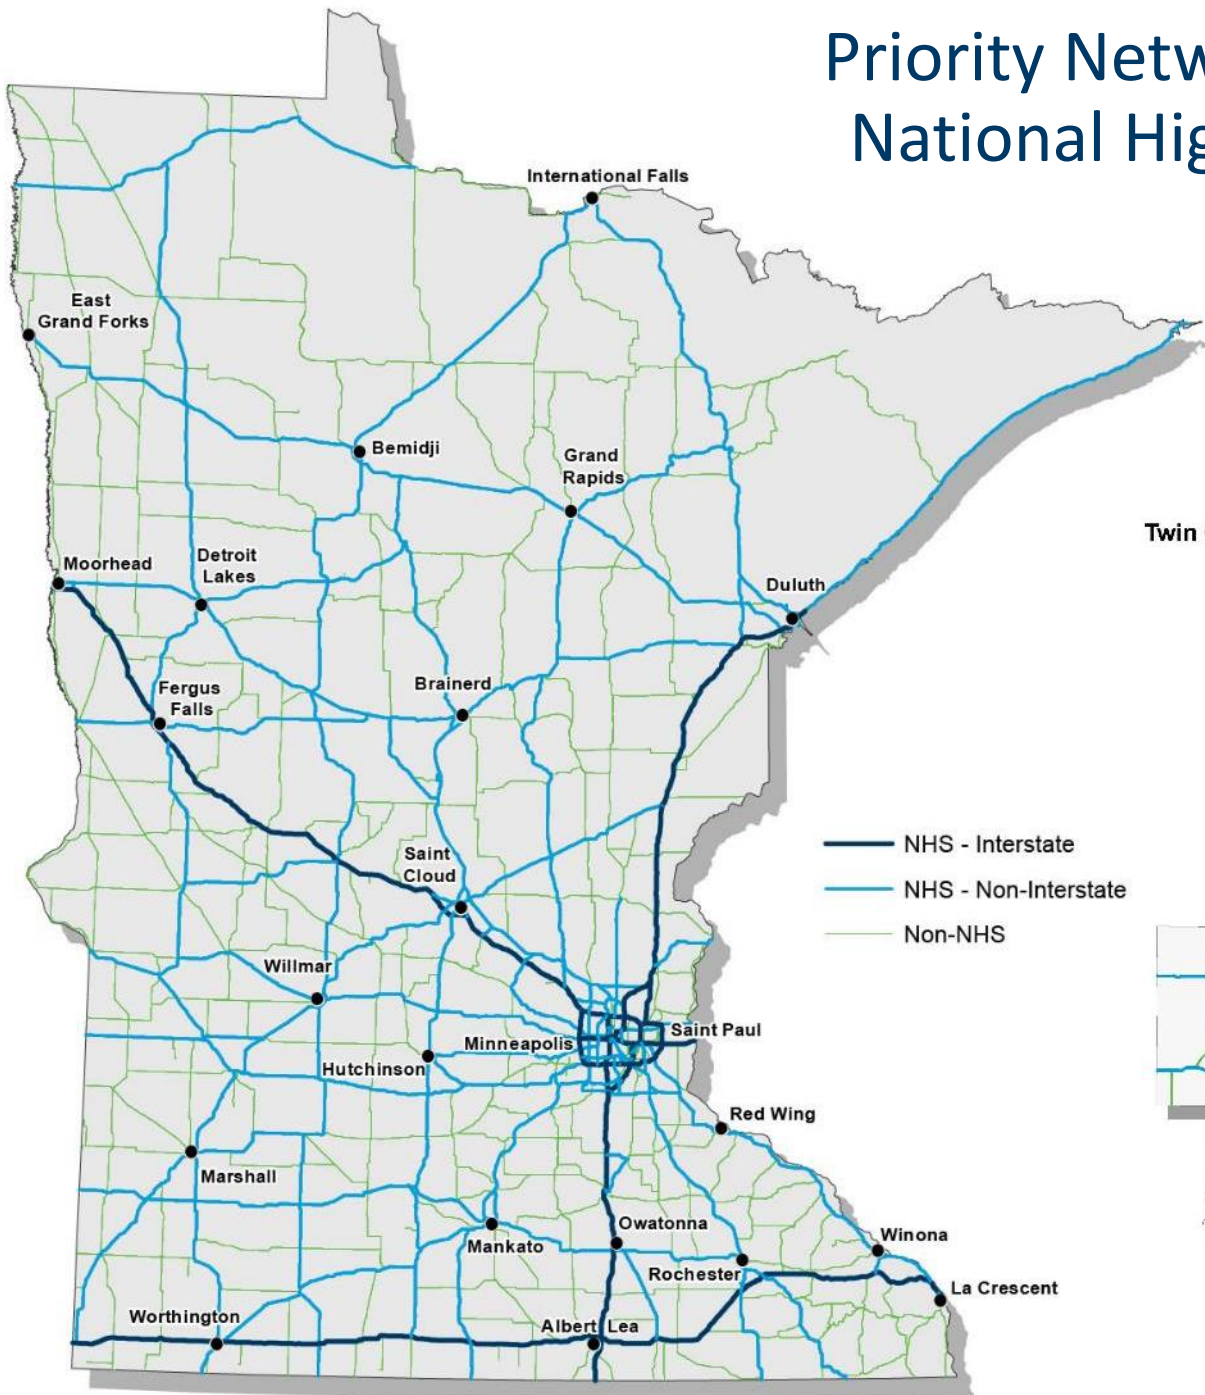 Priority Netw
National Hig
International Falls
East
Grand Forks
Bemidji
Grand
Rapids
Twin
Moorhead
Detroit
Lakes
Duluth
Fergus
Falls
Brainerd
NHS - Interstate
NHS - Non-Interstate
Non-NHS
Saint
Cloud
Willmar
Saint Paul
Minneapolis
Hutchinson
Red Wing
Marshall
Owatonna
Winona
Mankato
Rochester
La Crescent
Worthington
Albert Lea